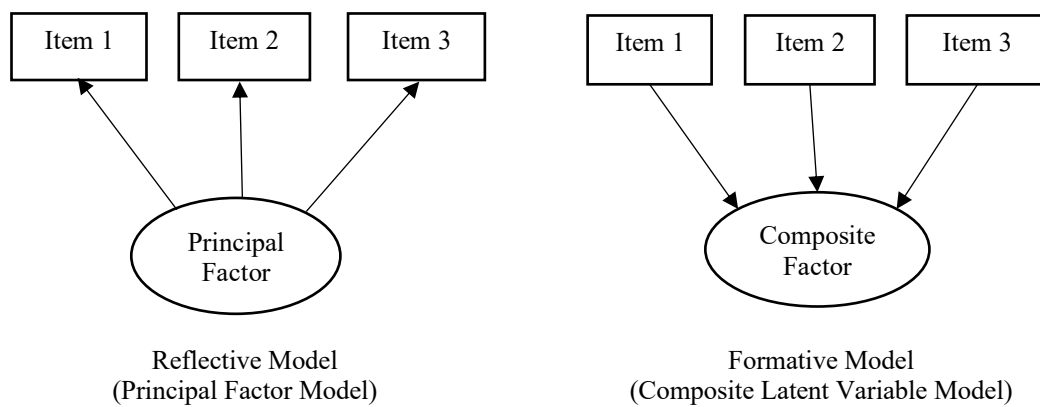 Item 1
Item 2
Item 3
Principal
Factor
Reflective Model
(Principal Factor Model)
Item 1
Item 2
Item 3
Composite
Factor
Formative Model
(Composite Latent Variable Model)